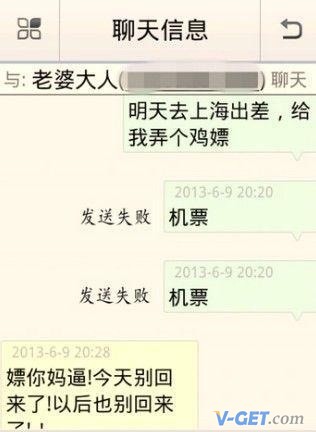 聊天信息
与: 老婆大人( ) 聊天
明天去上海出差，给
我弄个鸡嫖
2013-6-9 20:20
发送失败 机票
2013-6-9 20:20
发送失败 机票
2013-6-9 20:28
嫖你妈逼!今天别回
来了!以后也别回来
了!!
V-GET.com